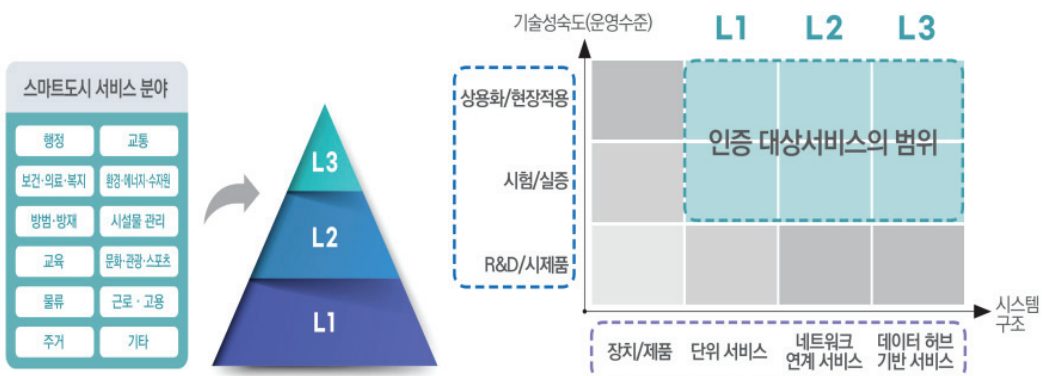 스마트도시 서비스 분야
행정
교통
보건·의료·복지
환경·에너지·수자원
방범·방재
시설물 관리
교육
문화·관광·스포츠
물류
근로·고용
주거
기타
L3
L2
L1
기술성숙도(운영수준)
L1
L2
L3
상용화/현장적용
시험/실증
R&D/시제품
인증 대상서비스의 범위
시스템
구조
장치/제품
단위 서비스
네트워크
연계 서비스
데이터 허브
기반 서비스